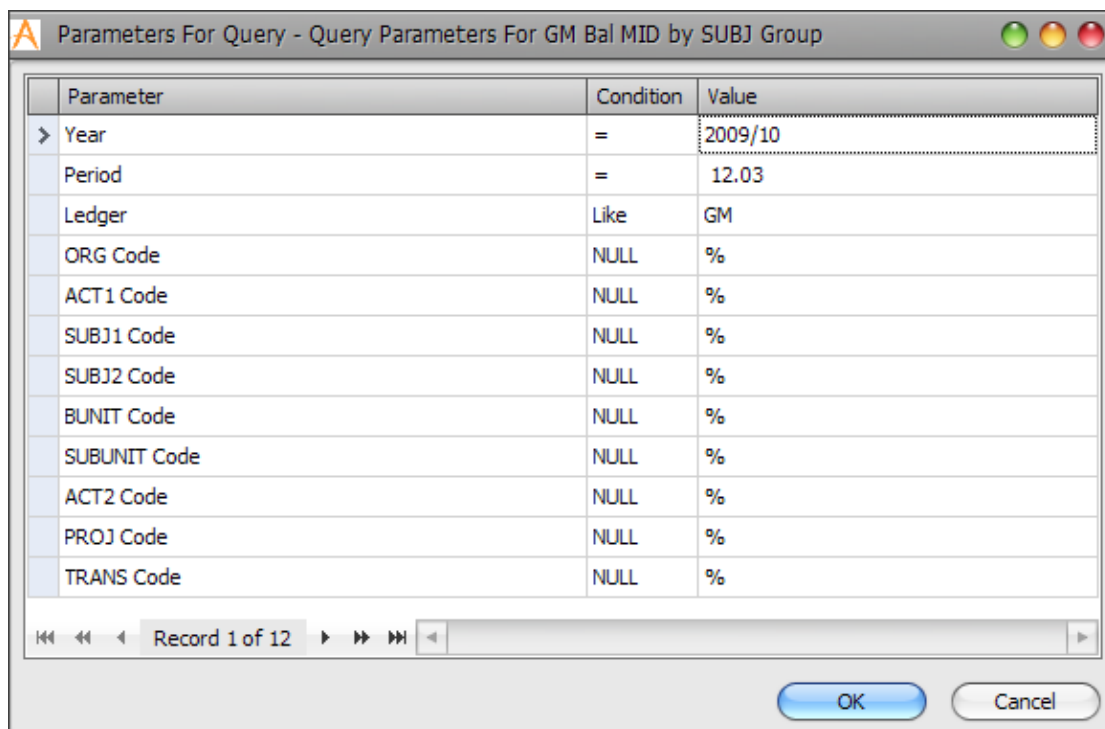 Parameters For Query - Query Parameters For GM Bal MID by SUBJ Group
Parameter Condition Value
Year = 2009/10
Period = 12.03
Ledger Like GM
ORG Code NULL %
ACT1 Code NULL %
SUBJ1 Code NULL %
SUBJ2 Code NULL %
BUNIT Code NULL %
SUBUNIT Code NULL %
ACT2 Code NULL %
PROJ Code NULL %
TRANS Code NULL %
Record 1 of 12
OK Cancel